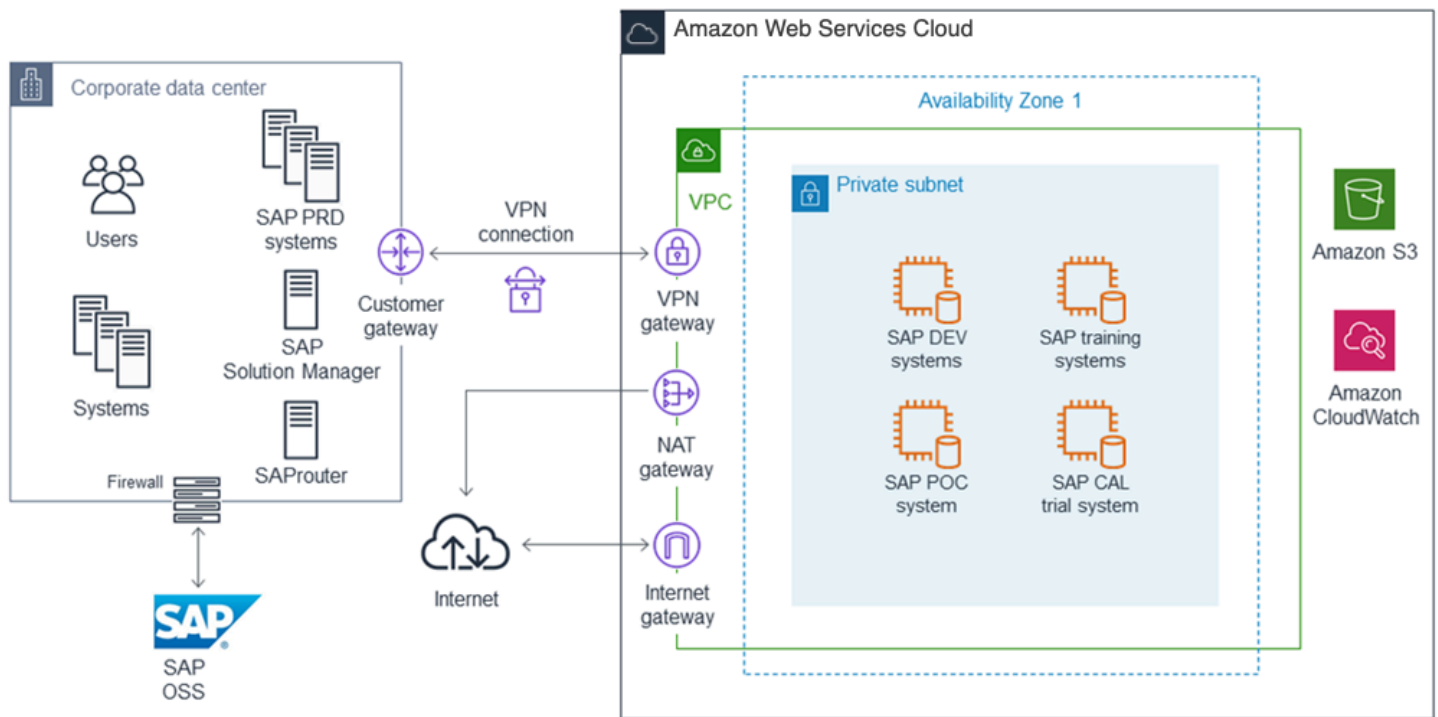 Amazon Web Services Cloud
Corporate data center
Availability Zone 1
Users
SAP PRD
systems
Systems
SAP
Solution Manager
SAProuter
Firewall
Customer
gateway
VPN
connection
VPC
VPN
gateway
NAT
gateway
Internet
gateway
Internet
SAP
®
SAP
OSS
Private subnet
SAP DEV
systems
SAP training
systems
SAP POC
system
SAP CAL
trial system
Amazon S3
Amazon
CloudWatch